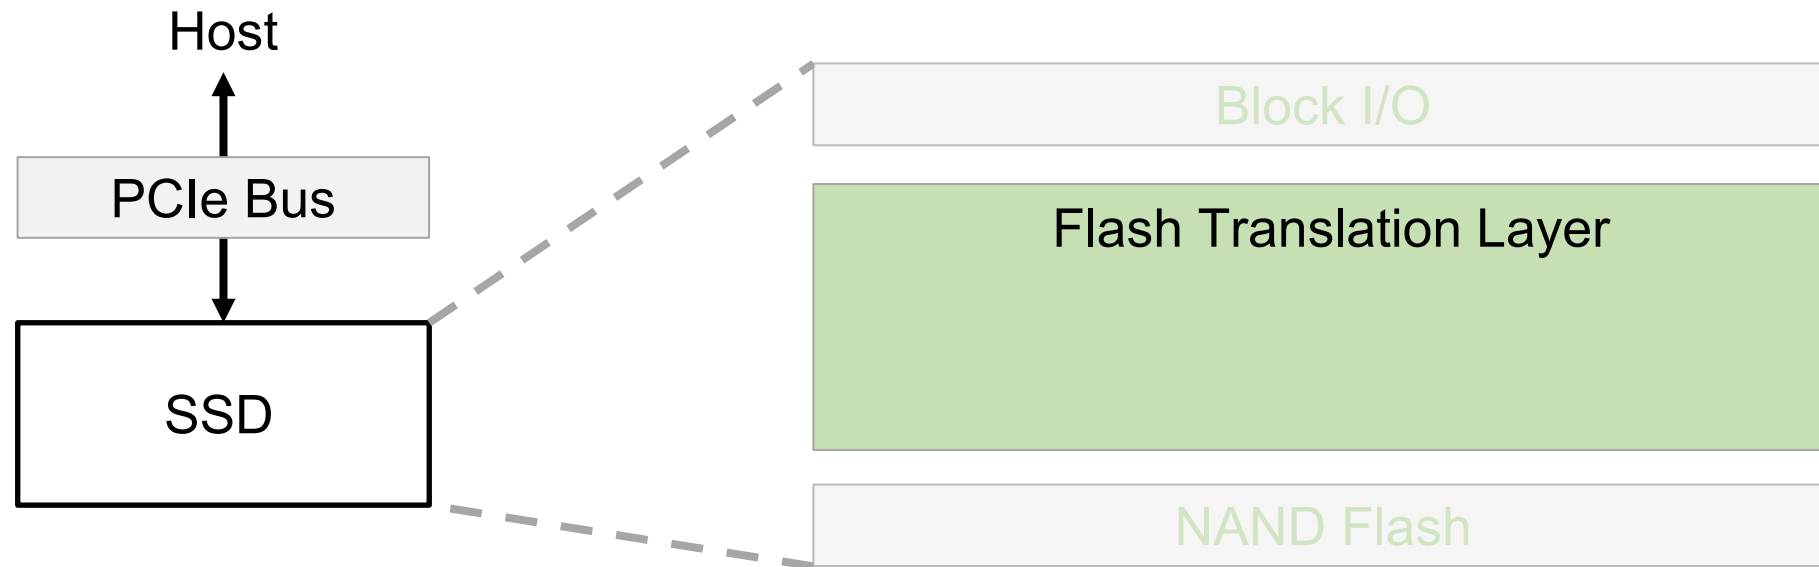 Host
PCIe Bus
SSD
Block I/O
Flash Translation Layer
NAND Flash